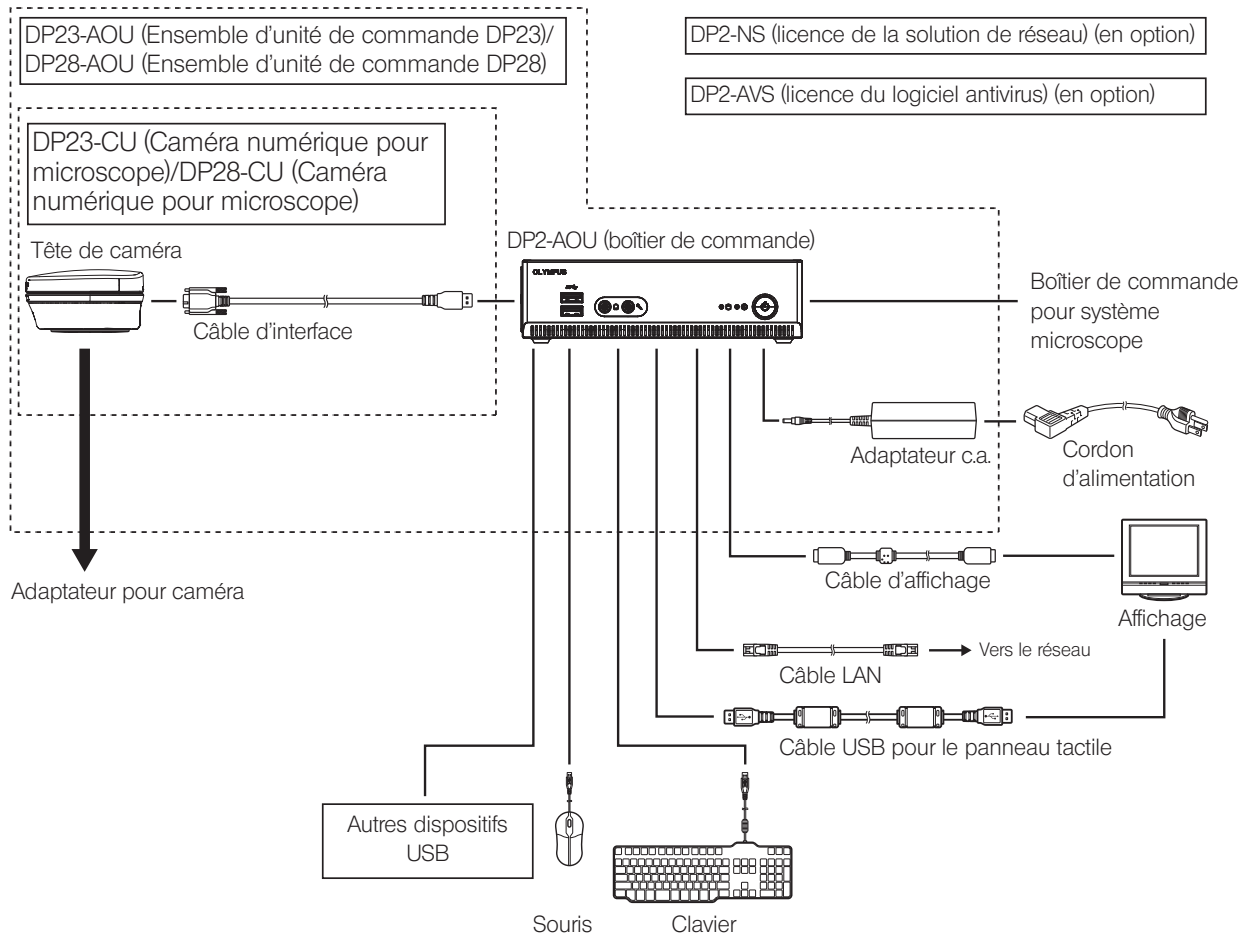 DP23-AOU (Ensemble d'unité de commande DP23)/
DP28-AOU (Ensemble d'unité de commande DP28)
DP2-NS (licence de la solution de réseau) (en option)
DP2-AVS (licence du logiciel antivirus) (en option)
DP23-CU (Caméra numérique pour
microscope)/DP28-CU (Caméra
numérique pour microscope)
Tête de caméra
Câble d'interface
DP2-AOU (boîtier de commande)
OLYMPUS
Boîtier de commande
pour système
microscope
Adaptateur c.a.
Cordon
d'alimentation
Câble d'affichage
Affichage
Adaptateur pour caméra
Câble LAN
Vers le réseau
Câble USB pour le panneau tactile
Autres dispositifs
USB
Souris
Clavier